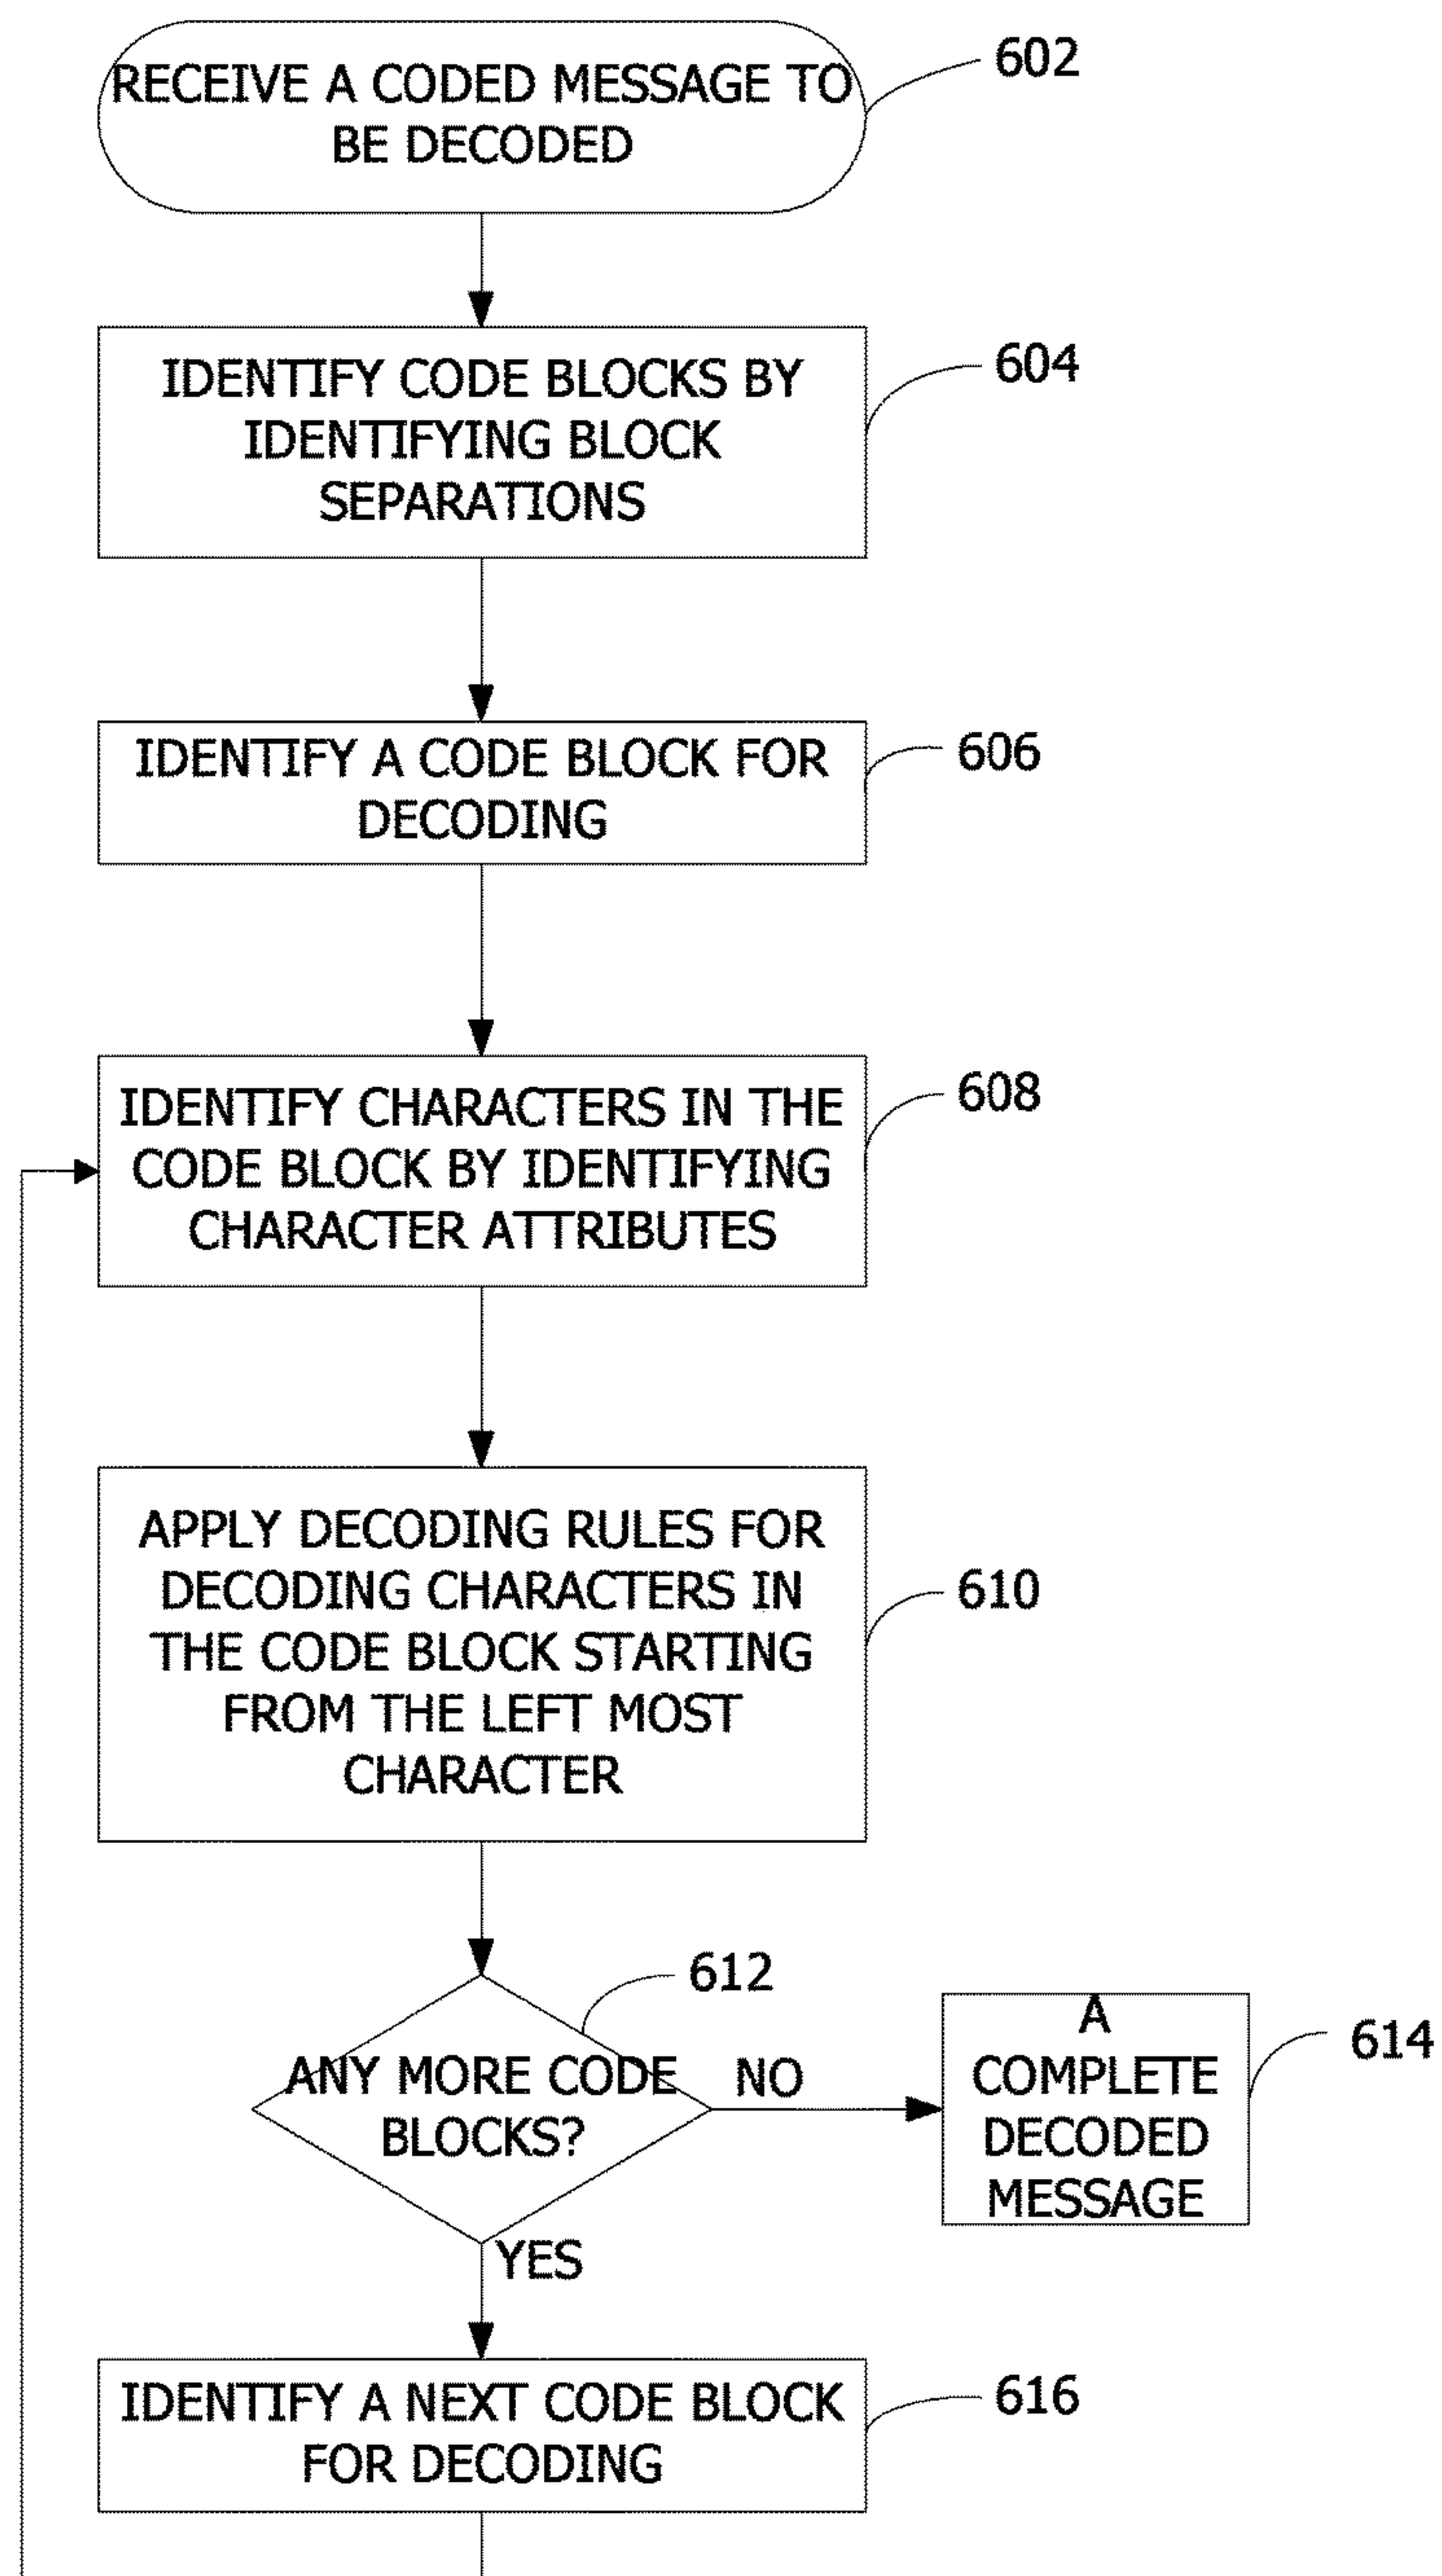 RECEIVE A CODED MESSAGE TO
BE DECODED
602
IDENTIFY CODE BLOCKS BY
IDENTIFYING BLOCK
SEPARATIONS
604
IDENTIFY A CODE BLOCK FOR
DECODING
606
IDENTIFY CHARACTERS IN THE
CODE BLOCK BY IDENTIFYING
CHARACTER ATTRIBUTES
608
APPLY DECODING RULES FOR
DECODING CHARACTERS IN
THE CODE BLOCK STARTING
FROM THE LEFT MOST
CHARACTER
610
612
ANY MORE CODE
BLOCKS?
NO
A
COMPLETE
DECODED
MESSAGE
614
YES
IDENTIFY A NEXT CODE BLOCK
FOR DECODING
616